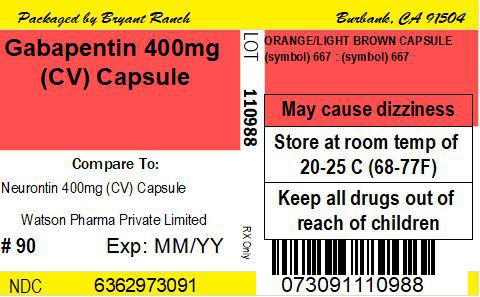 Packaged by Bryant Ranch
Burbank, CA 91504
Gabapentin 400mg
(CV) Capsule
Compare To:
Neurontin 400mg (CV) Capsule
Watson Pharma Private Limited
# 90 Exp: MM/YY
NDC 6362973091
LOT 110988
RX Only
ORANGE/LIGHT BROWN CAPSULE
(symbol) 667 : (symbol) 667
May cause dizziness
Store at room temp of
20-25 C (68-77F)
Keep all drugs out of
reach of children
073091110988